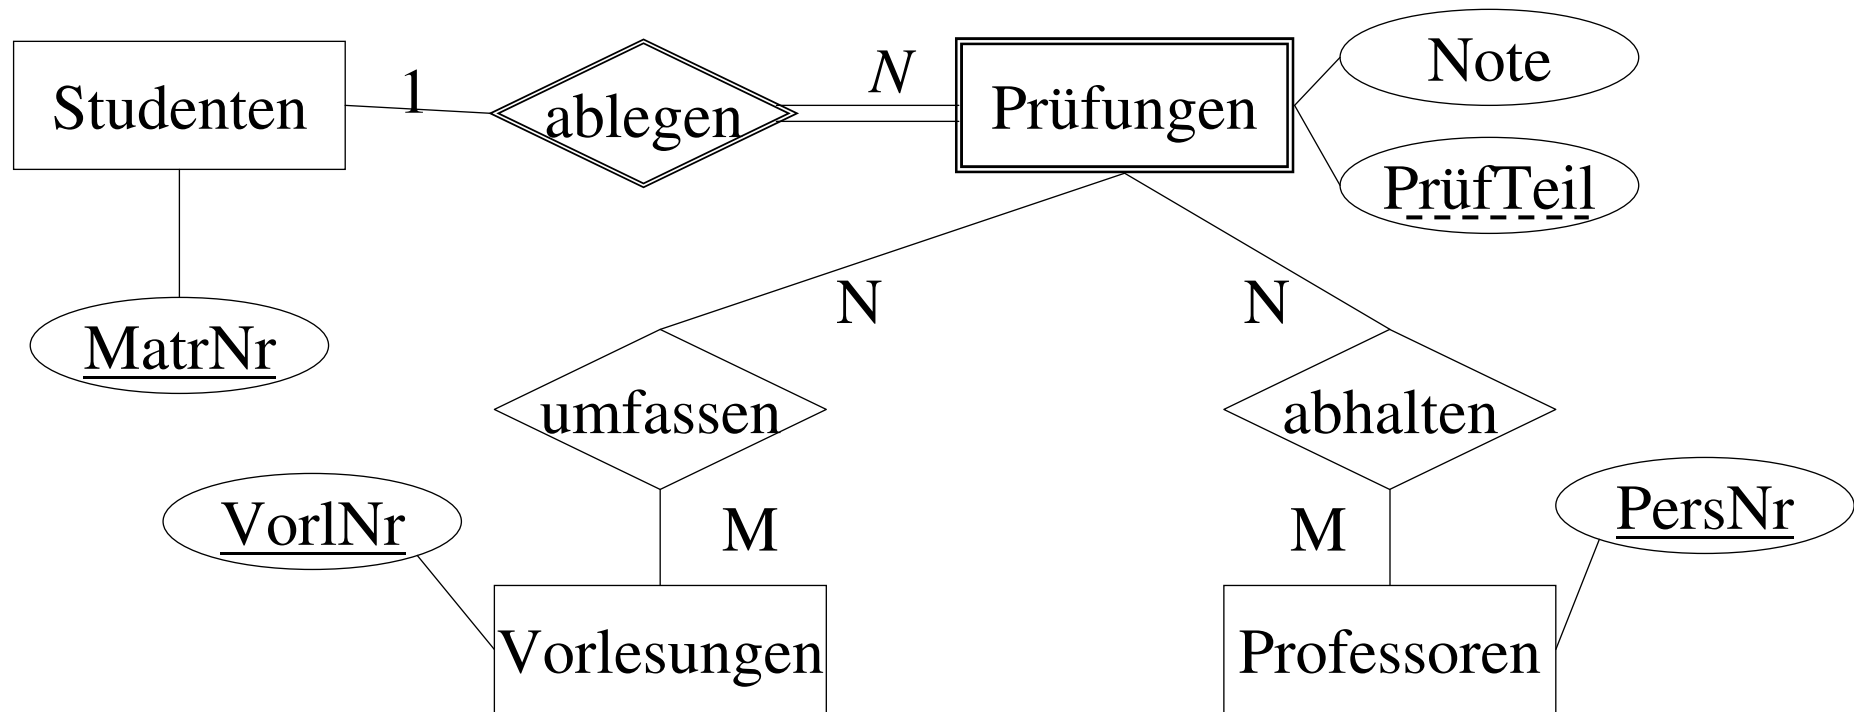 Studenten
1
ablegen
N
Prüfungen
Note
PrüfTeil
MatrNr
N
N
umfassen
abhalten
VorlNr
M
M
PersNr
Vorlesungen
Professoren